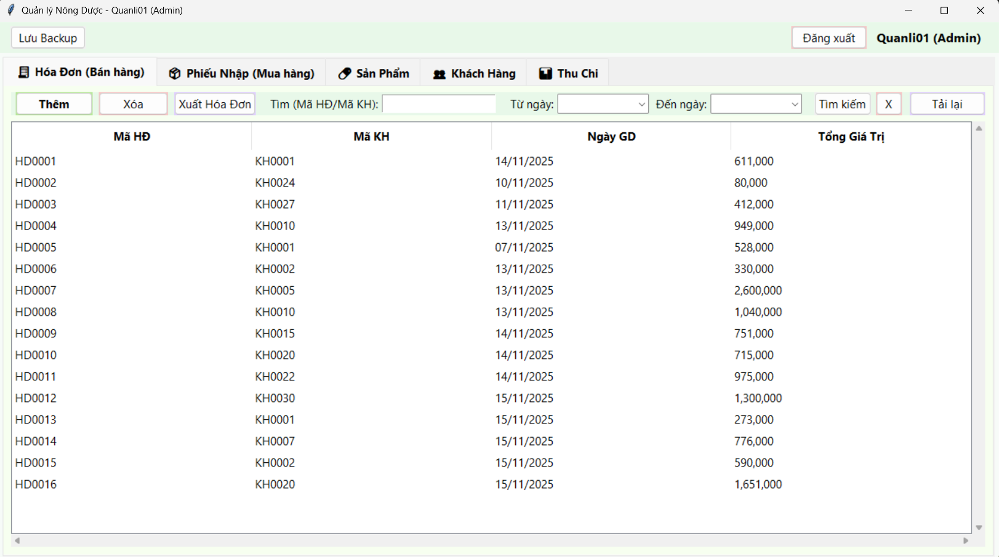 Quản lý Nông Dược - Quanli01 (Admin)
Lưu Backup Đăng xuất Quanli01 (Admin)
Hóa Đơn (Bán hàng) Phiếu Nhập (Mua hàng) Sản Phẩm Khách Hàng Thu Chi
Thêm Xóa Xuất Hóa Đơn Tìm (Mã HĐ/Mã KH): Từ ngày: Đến ngày: Tìm kiếm X Tải lại
Mã HĐ Mã KH Ngày GD Tổng Giá Trị
HD0001 KH0001 14/11/2025 611,000
HD0002 KH0024 10/11/2025 80,000
HD0003 KH0027 11/11/2025 412,000
HD0004 KH0010 13/11/2025 949,000
HD0005 KH0001 07/11/2025 528,000
HD0006 KH0002 13/11/2025 330,000
HD0007 KH0005 13/11/2025 2,600,000
HD0008 KH0010 13/11/2025 1,040,000
HD0009 KH0015 14/11/2025 751,000
HD0010 KH0020 14/11/2025 715,000
HD0011 KH0022 14/11/2025 975,000
HD0012 KH0030 15/11/2025 1,300,000
HD0013 KH0001 15/11/2025 273,000
HD0014 KH0007 15/11/2025 776,000
HD0015 KH0002 15/11/2025 590,000
HD0016 KH0020 15/11/2025 1,651,000